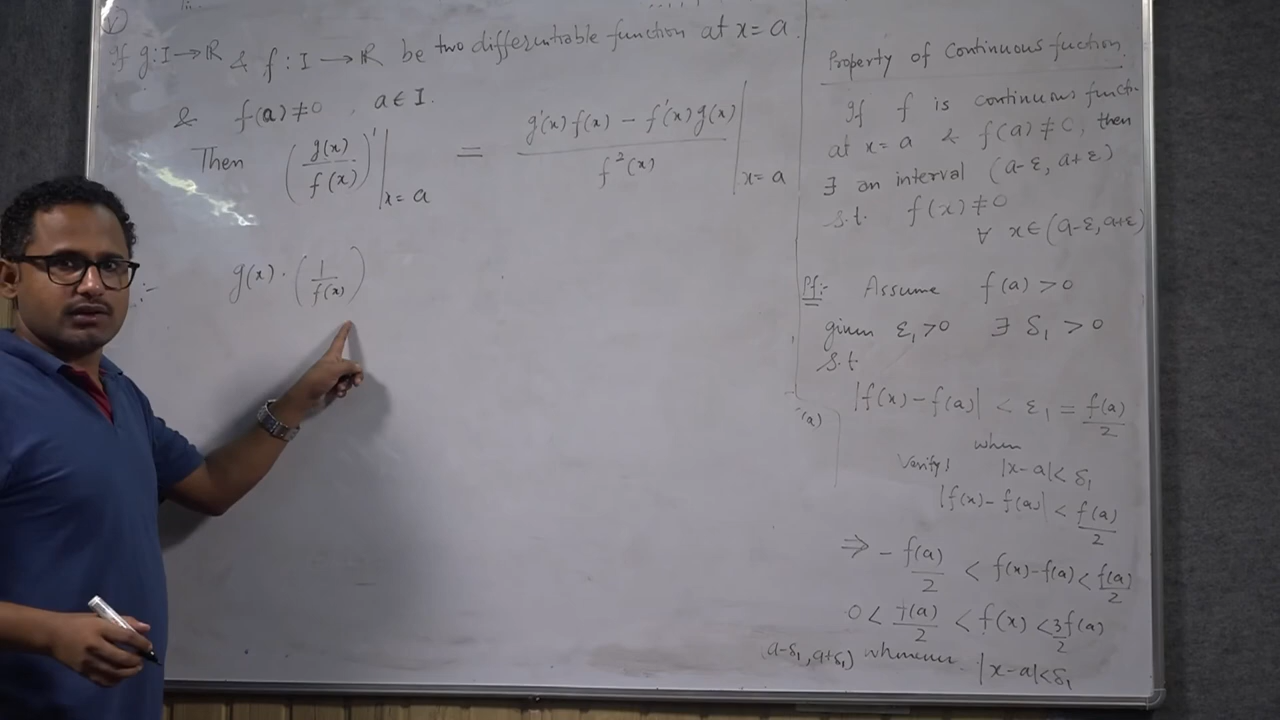 v)
If g:I→ℝ & f:I→ℝ be two differentiable function at x=a.
& f(a)≠0 , a∈I.
Then (g(x)/f(x))'|x=a = (g'(x)f(x) − f'(x)g(x))/f²(x) |x=a
:- g(x)·(1/f(x))
Property of Continuous fuction.
If f is continuous functi
at x=a & f(a)≠0, then
∃ an interval (a-ε, a+ε)
s.t. f(x)≠0
∀ x∈(a-ε, a+ε)
Pf:- Assume f(a)>0
given ε₁>0 ∃ δ₁>0
s.t
|f(x)-f(a)| < ε₁ = f(a)/2
when
Verify! |x-a|<δ₁
|f(x)-f(a)| < f(a)/2
⇒ -f(a)/2 < f(x)-f(a) < f(a)/2
0 < f(a)/2 < f(x) < 3/2 f(a)
(a-δ₁, a+δ₁) whenever |x-a|<δ₁
'(a)